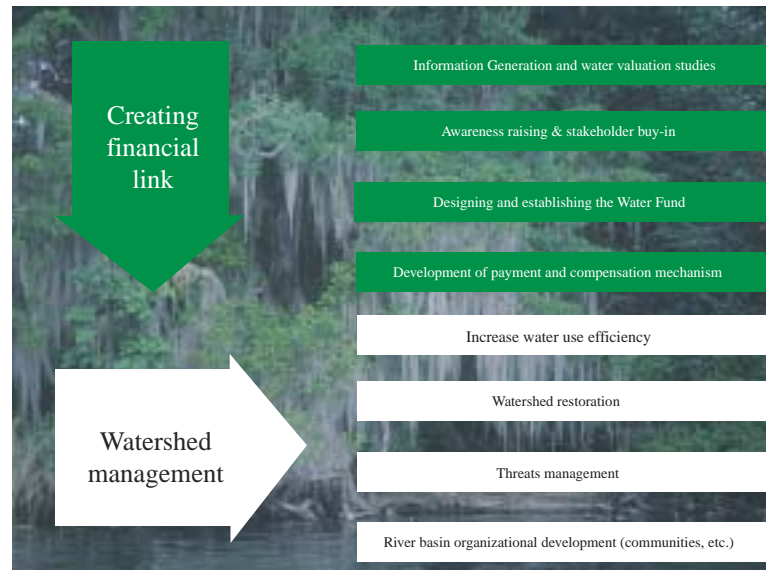 Creating
financial
link
Information Generation and water valuation studies
Awareness raising & stakeholder buy-in
Designing and establishing the Water Fund
Development of payment and compensation mechanism
Watershed
management
Increase water use efficiency
Watershed restoration
Threats management
River basin organizational development (communities, etc.)